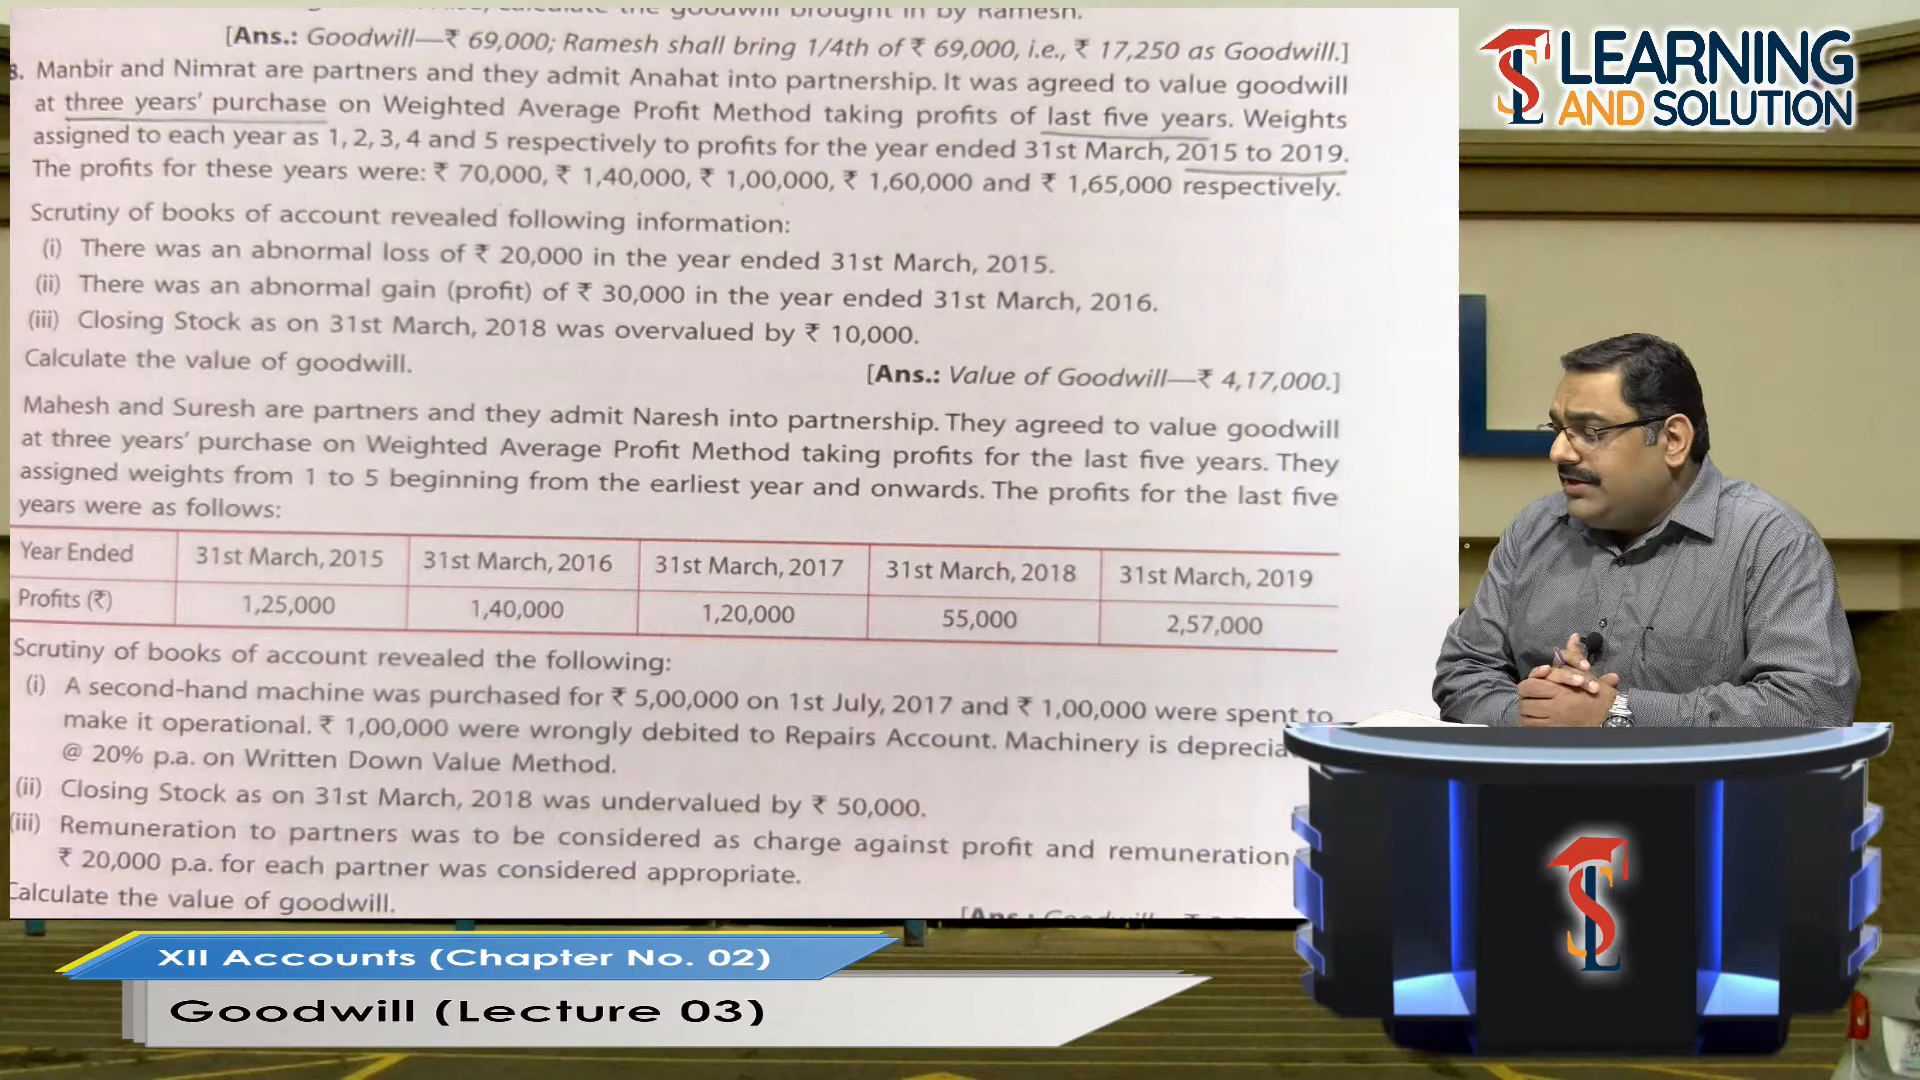 calculate the goodwill brought in by Ramesh.
[Ans.: Goodwill—₹ 69,000; Ramesh shall bring 1/4th of ₹ 69,000, i.e., ₹ 17,250 as Goodwill.]
3. Manbir and Nimrat are partners and they admit Anahat into partnership. It was agreed to value goodwill
at three years' purchase on Weighted Average Profit Method taking profits of last five years. Weights
assigned to each year as 1, 2, 3, 4 and 5 respectively to profits for the year ended 31st March, 2015 to 2019.
The profits for these years were: ₹ 70,000, ₹ 1,40,000, ₹ 1,00,000, ₹ 1,60,000 and ₹ 1,65,000 respectively.
Scrutiny of books of account revealed following information:
(i) There was an abnormal loss of ₹ 20,000 in the year ended 31st March, 2015.
(ii) There was an abnormal gain (profit) of ₹ 30,000 in the year ended 31st March, 2016.
(iii) Closing Stock as on 31st March, 2018 was overvalued by ₹ 10,000.
Calculate the value of goodwill.
[Ans.: Value of Goodwill—₹ 4,17,000.]
Mahesh and Suresh are partners and they admit Naresh into partnership. They agreed to value goodwill
at three years' purchase on Weighted Average Profit Method taking profits for the last five years. They
assigned weights from 1 to 5 beginning from the earliest year and onwards. The profits for the last five
years were as follows:
Year Ended 31st March, 2015 31st March, 2016 31st March, 2017 31st March, 2018 31st March, 2019
Profits (₹) 1,25,000 1,40,000 1,20,000 55,000 2,57,000
Scrutiny of books of account revealed the following:
(i) A second-hand machine was purchased for ₹ 5,00,000 on 1st July, 2017 and ₹ 1,00,000 were spent to
make it operational. ₹ 1,00,000 were wrongly debited to Repairs Account. Machinery is deprecia
@ 20% p.a. on Written Down Value Method.
(ii) Closing Stock as on 31st March, 2018 was undervalued by ₹ 50,000.
(iii) Remuneration to partners was to be considered as charge against profit and remuneration
₹ 20,000 p.a. for each partner was considered appropriate.
Calculate the value of goodwill.
LEARNING
AND SOLUTION
XII Accounts (Chapter No. 02)
Goodwill (Lecture 03)